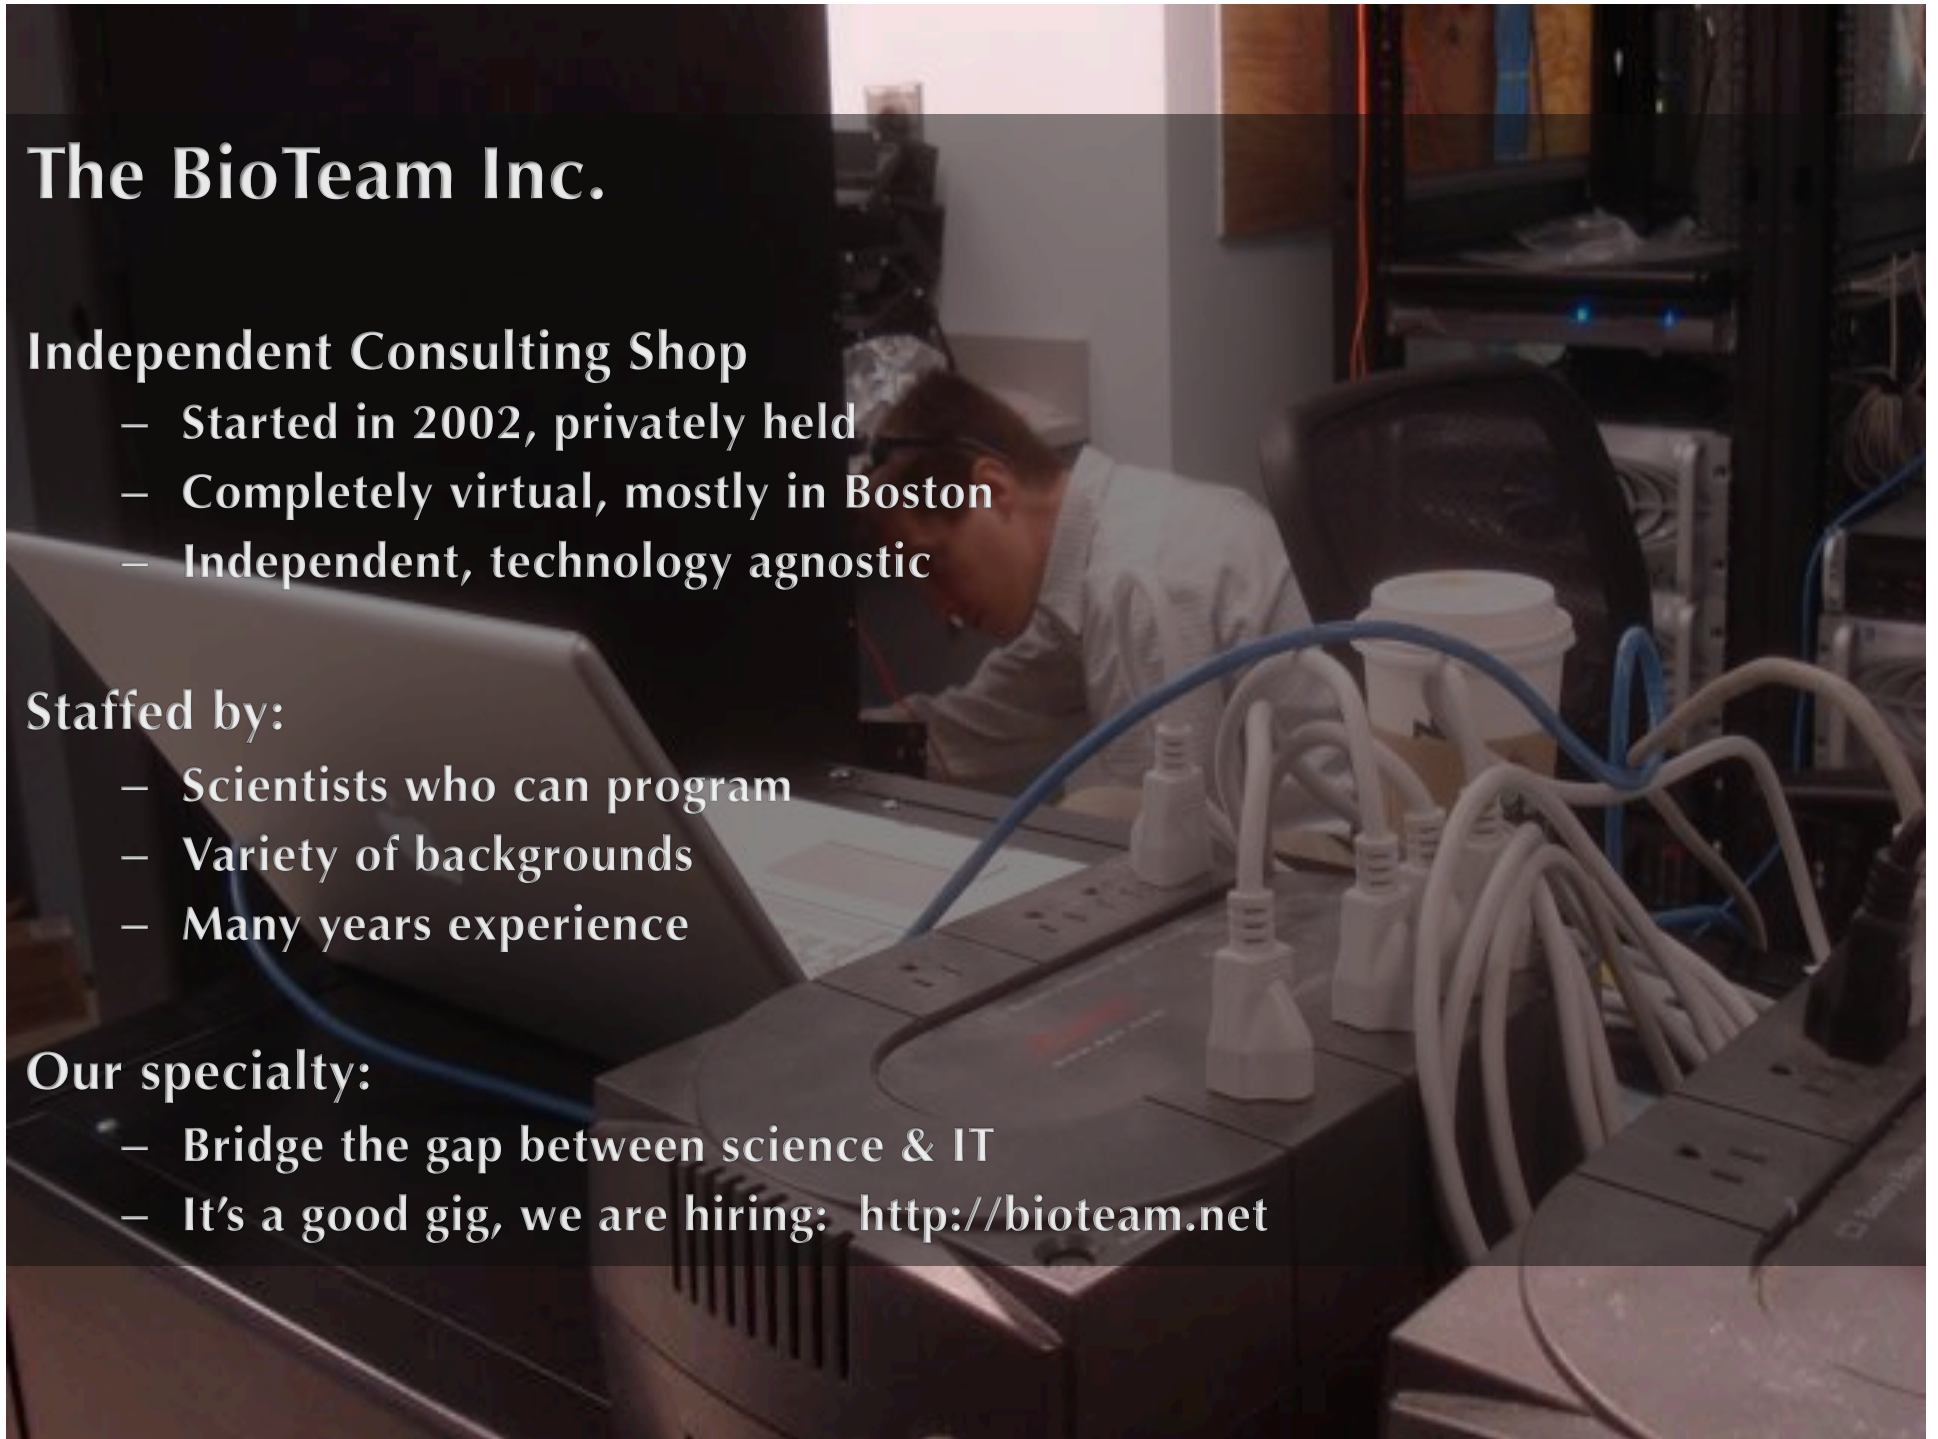 The BioTeam Inc.
Independent Consulting Shop
– Started in 2002, privately held
– Completely virtual, mostly in Boston
– Independent, technology agnostic
Staffed by:
– Scientists who can program
– Variety of backgrounds
– Many years experience
Our specialty:
– Bridge the gap between science & IT
– It’s a good gig, we are hiring:  http://bioteam.net